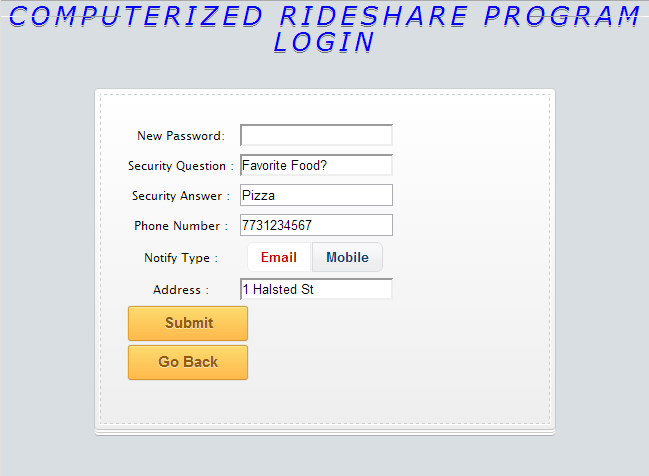 COMPUTERIZED RIDESHARE PROGRAM
LOGIN
New Password:
Security Question : Favorite Food?
Security Answer : Pizza
Phone Number : 7731234567
Notify Type : Email Mobile
Address : 1 Halsted St
Submit
Go Back